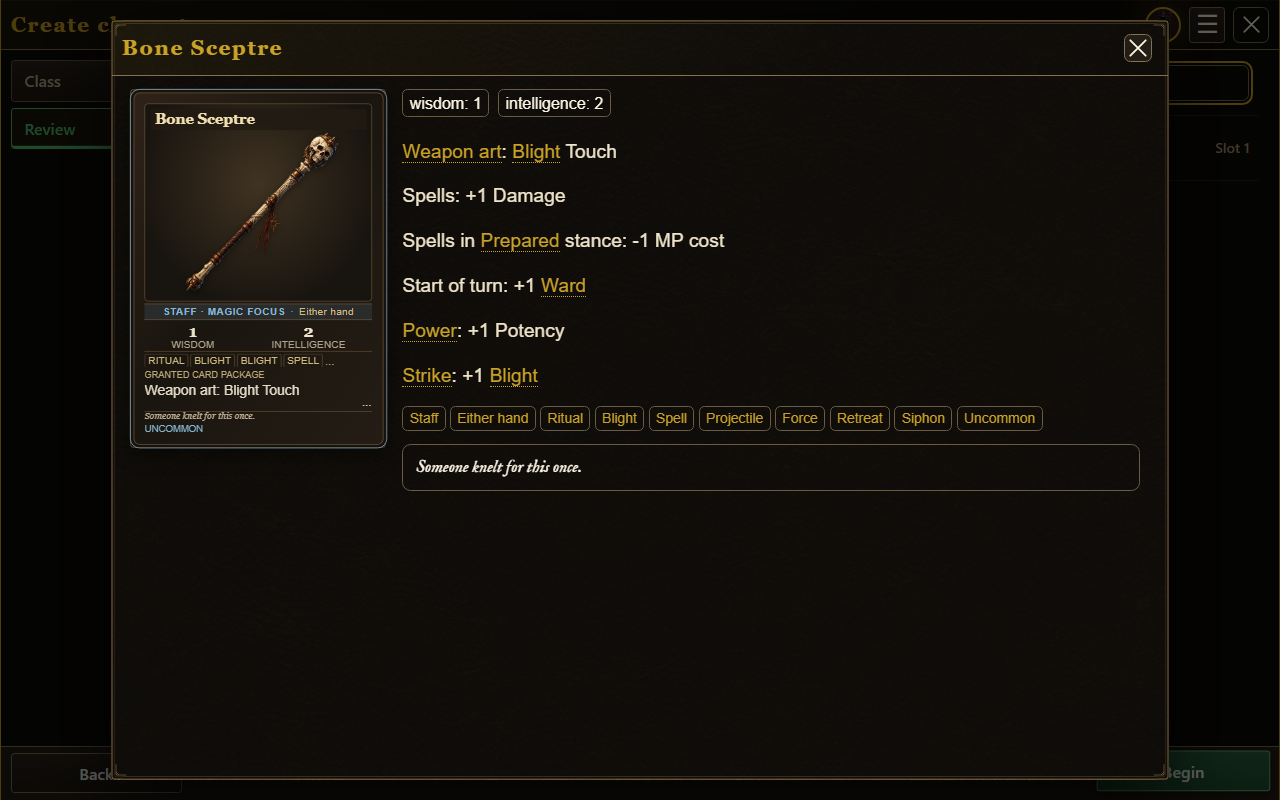 Create c
Bone Sceptre
Class
Review
Slot 1
Bone Sceptre
STAFF · MAGIC FOCUS · Either hand
1
WISDOM
2
INTELLIGENCE
RITUAL BLIGHT BLIGHT SPELL ...
GRANTED CARD PACKAGE
Weapon art: Blight Touch
...
Someone knelt for this once.
UNCOMMON
wisdom: 1
intelligence: 2
Weapon art: Blight Touch
Spells: +1 Damage
Spells in Prepared stance: -1 MP cost
Start of turn: +1 Ward
Power: +1 Potency
Strike: +1 Blight
Staff Either hand Ritual Blight Spell Projectile Force Retreat Siphon Uncommon
Someone knelt for this once.
Back
egin